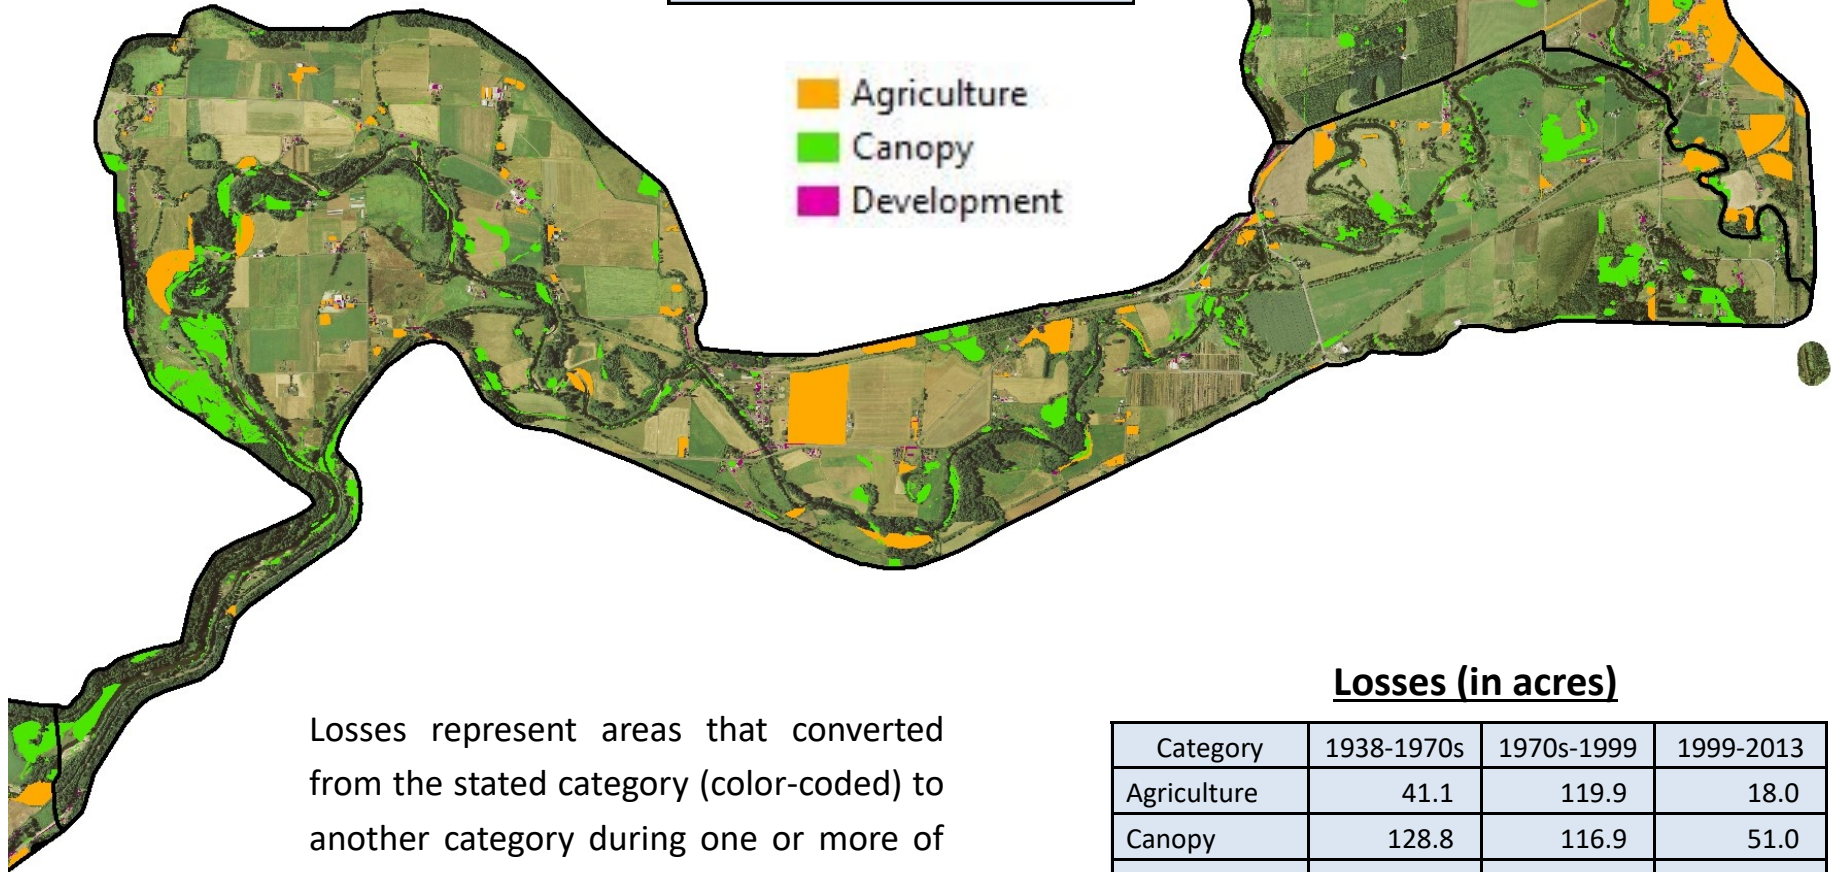 Agriculture
Canopy
Development
Losses represent areas that converted
from the stated category (color-coded) to
another category during one or more of
Losses (in acres)
Category 1938-1970s 1970s-1999 1999-2013
Agriculture 41.1 119.9 18.0
Canopy 128.8 116.9 51.0